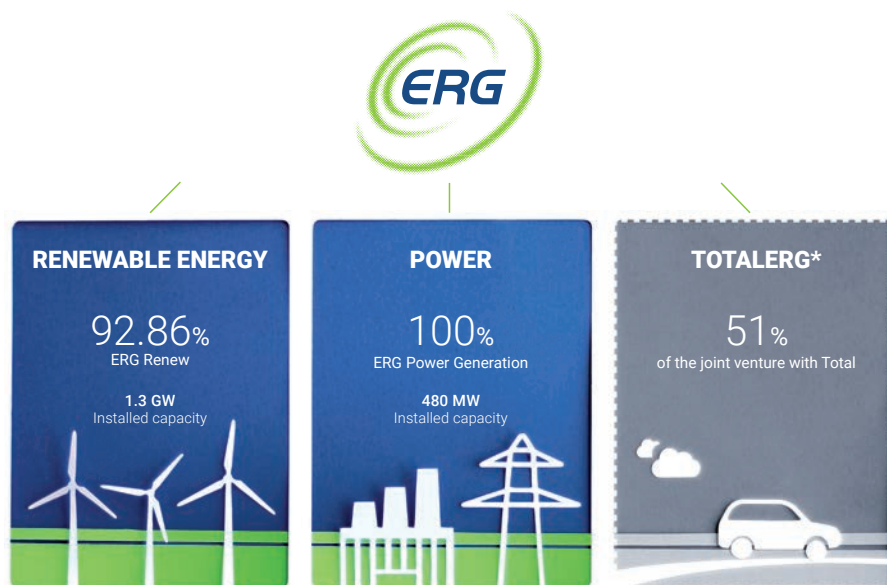 ERG
RENEWABLE ENERGY
92.86%
ERG Renew
1.3 GW
Installed capacity
POWER
100%
ERG Power Generation
480 MW
Installed capacity
TOTALERG*
51%
of the joint venture with Total